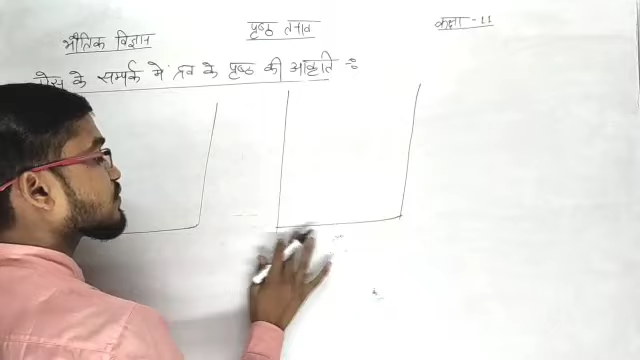 भौतिक विज्ञान
पृष्ठ तनाव
कक्षा - 11
के सम्पर्क में द्रव के पृष्ठ की आकृति :-